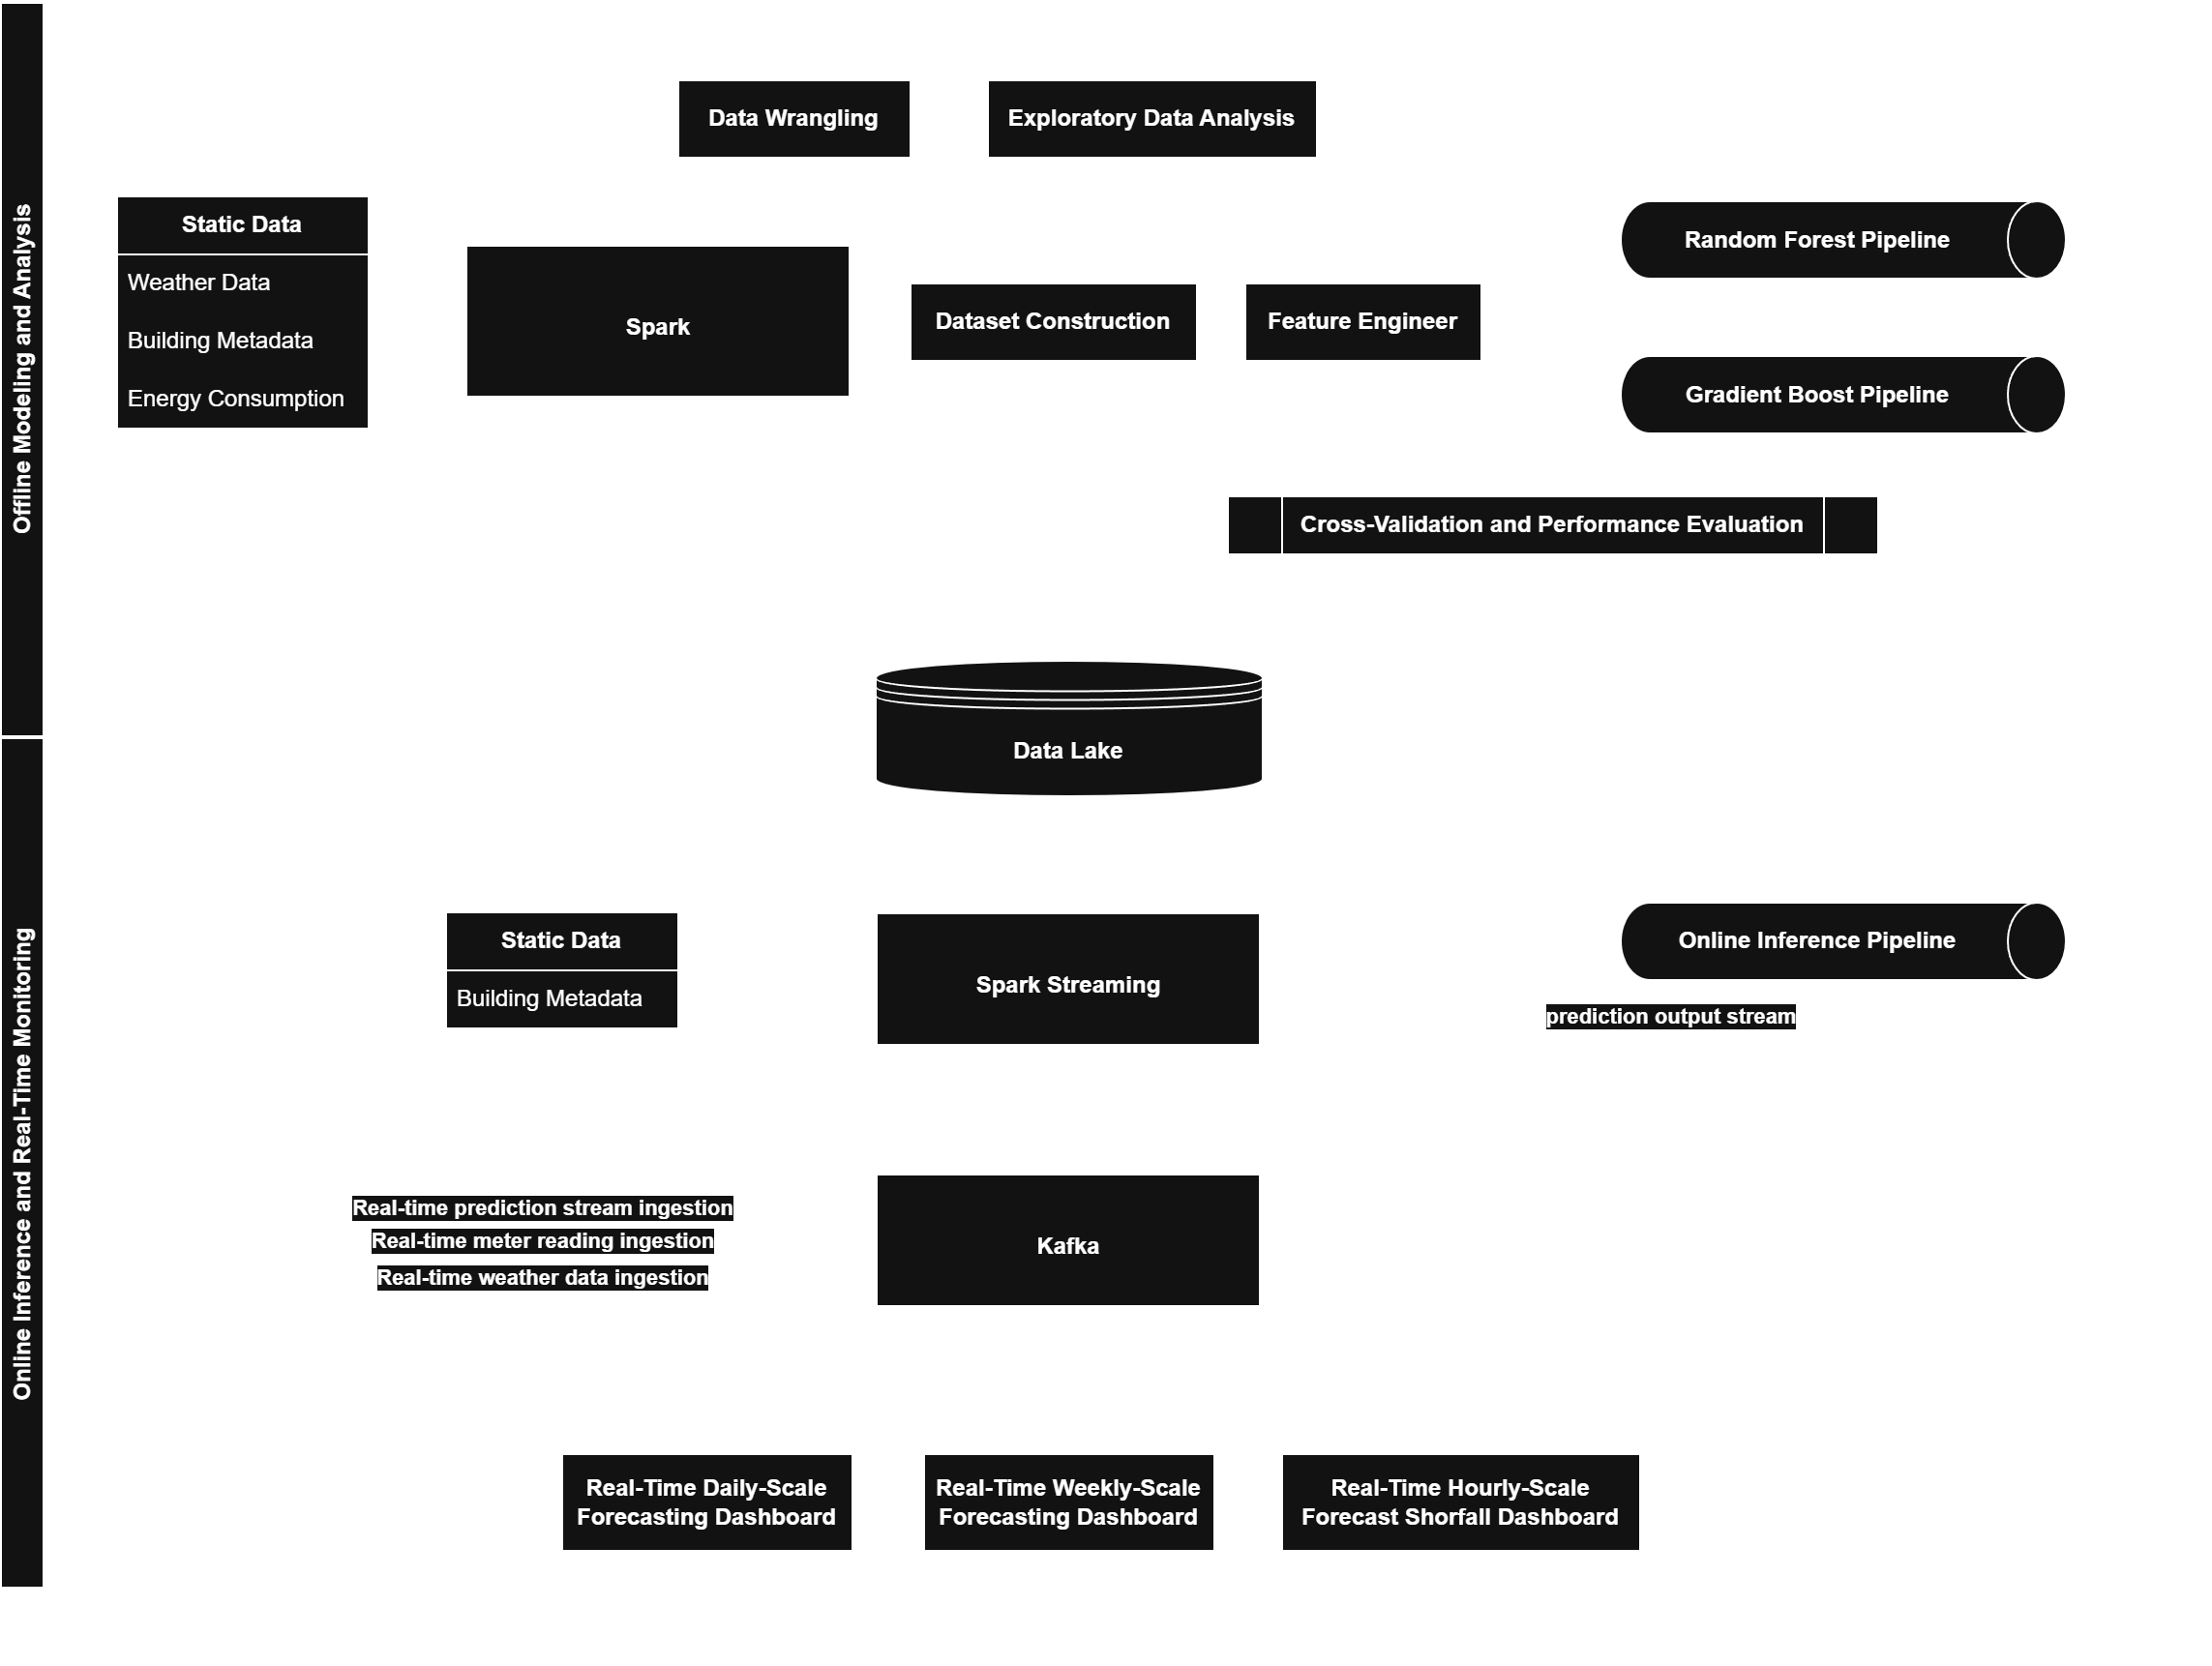 Offline Modeling and Analysis
Data Wrangling
Exploratory Data Analysis
Static Data
Weather Data
Building Metadata
Energy Consumption
Spark
Dataset Construction
Feature Engineer
Random Forest Pipeline
Gradient Boost Pipeline
Cross-Validation and Performance Evaluation
Data Lake
Online Inference and Real-Time Monitoring
Static Data
Building Metadata
Spark Streaming
Online Inference Pipeline
prediction output stream
Real-time prediction stream ingestion
Real-time meter reading ingestion
Real-time weather data ingestion
Kafka
Real-Time Daily-Scale
Forecasting Dashboard
Real-Time Weekly-Scale
Forecasting Dashboard
Real-Time Hourly-Scale
Forecast Shorfall Dashboard